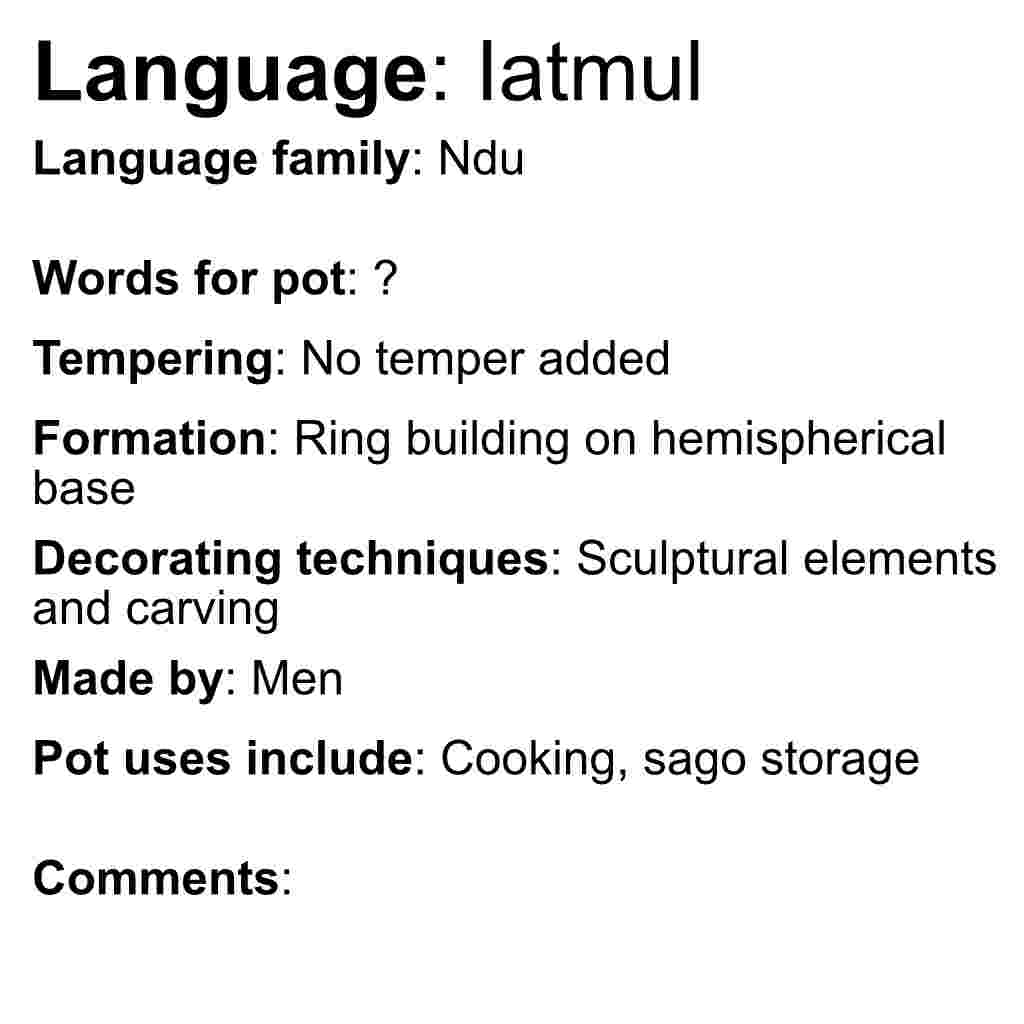 Language: Iatmul
Language family: Ndu
Words for pot: ?
Tempering: No temper added
Formation: Ring building on hemispherical
base
Decorating techniques: Sculptural elements
and carving
Made by: Men
Pot uses include: Cooking, sago storage
Comments: